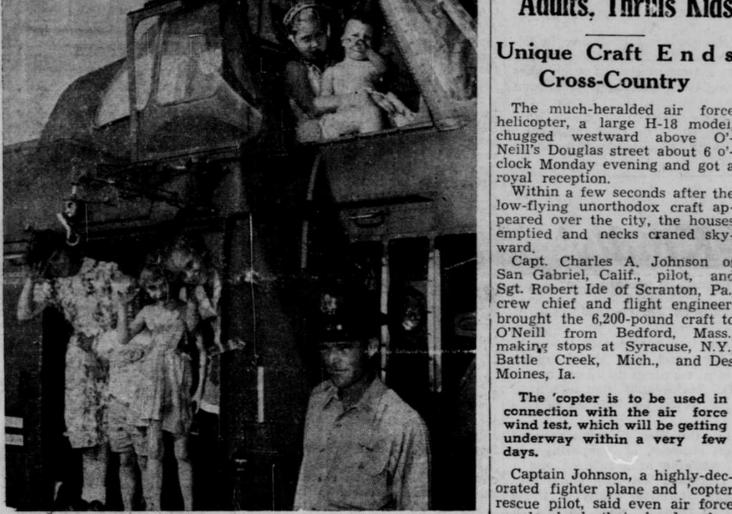 Adults, Thrills Kids
Unique Craft Ends
Cross-Country
The much-heralded air force
helicopter, a large H-18 model,
chugged westward above O'-
Neill's Douglas street about 6 o'-
clock Monday evening and got a
royal reception.
Within a few seconds after the
low-flying unorthodox craft ap-
peared over the city, the houses
emptied and necks craned sky-
ward.
Capt. Charles A. Johnson of
San Gabriel, Calif., pilot, and
Sgt. Robert Ide of Scranton, Pa.
crew chief and flight engineer
brought the 6,200-pound craft to
O'Neill from Bedford, Mass.,
making stops at Syracuse, N.Y.,
Battle Creek, Mich., and Des
Moines, Ia.
The 'copter is to be used in
connection with the air force
wind test, which will be getting
underway within a very few
days.
Captain Johnson, a highly-dec-
orated fighter plane and 'copter
rescue pilot, said even air force